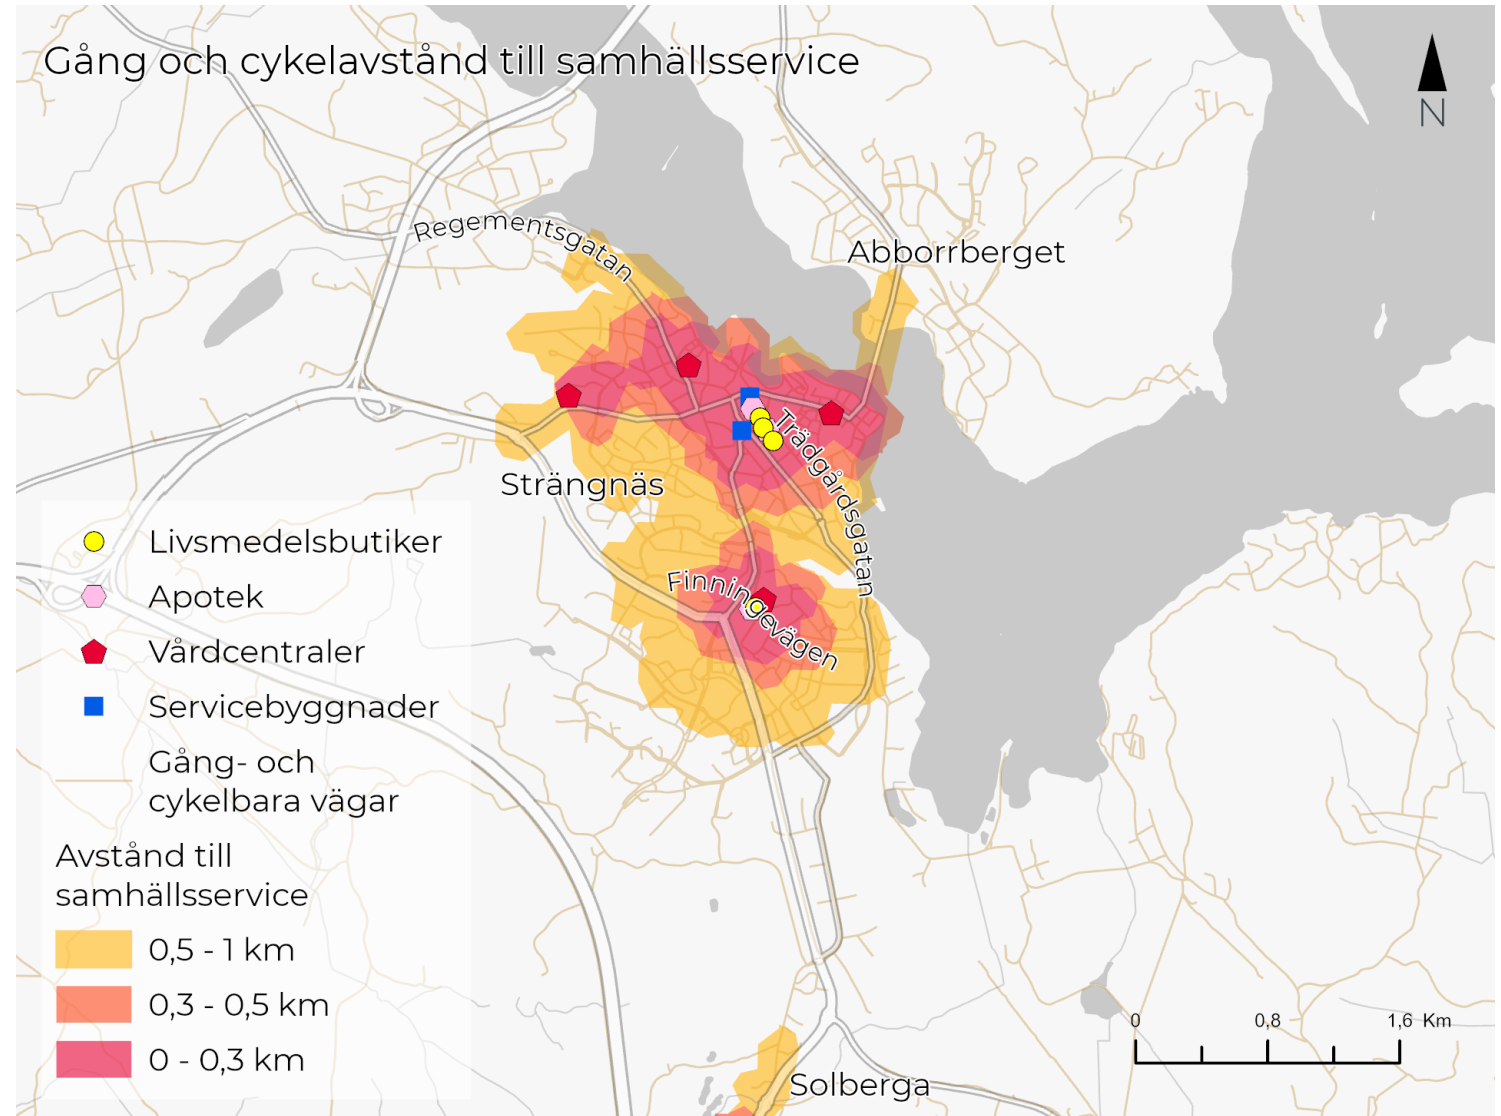 Gång och cykelavstånd till samhällsservice
N
Regementsgatan
Abborrberget
Trädgårdsgatan
Strängnäs
Finningevägen
Livsmedelsbutiker
Apotek
Vårdcentraler
Servicebyggnader
Gång- och
cykelbara vägar
Avstånd till
samhällsservice
0,5 - 1 km
0,3 - 0,5 km
0 - 0,3 km
0 0,8 1,6 Km
Solberga